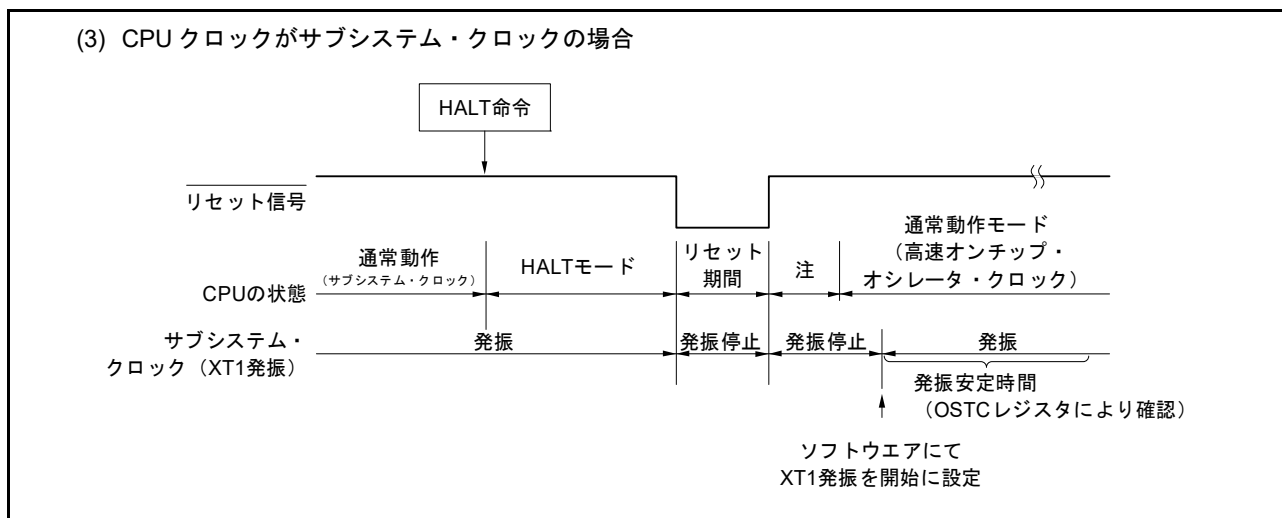 (3) CPU クロックがサブシステム・クロックの場合
HALT命令
リセット信号
CPUの状態
通常動作
（サブシステム・クロック）
HALTモード
リセット
期間
注
通常動作モード
（高速オンチップ・
オシレータ・クロック）
サブシステム・
クロック（XT1発振）
発振
発振停止
発振停止
発振
発振安定時間
（OSTCレジスタにより確認）
ソフトウエアにて
XT1発振を開始に設定